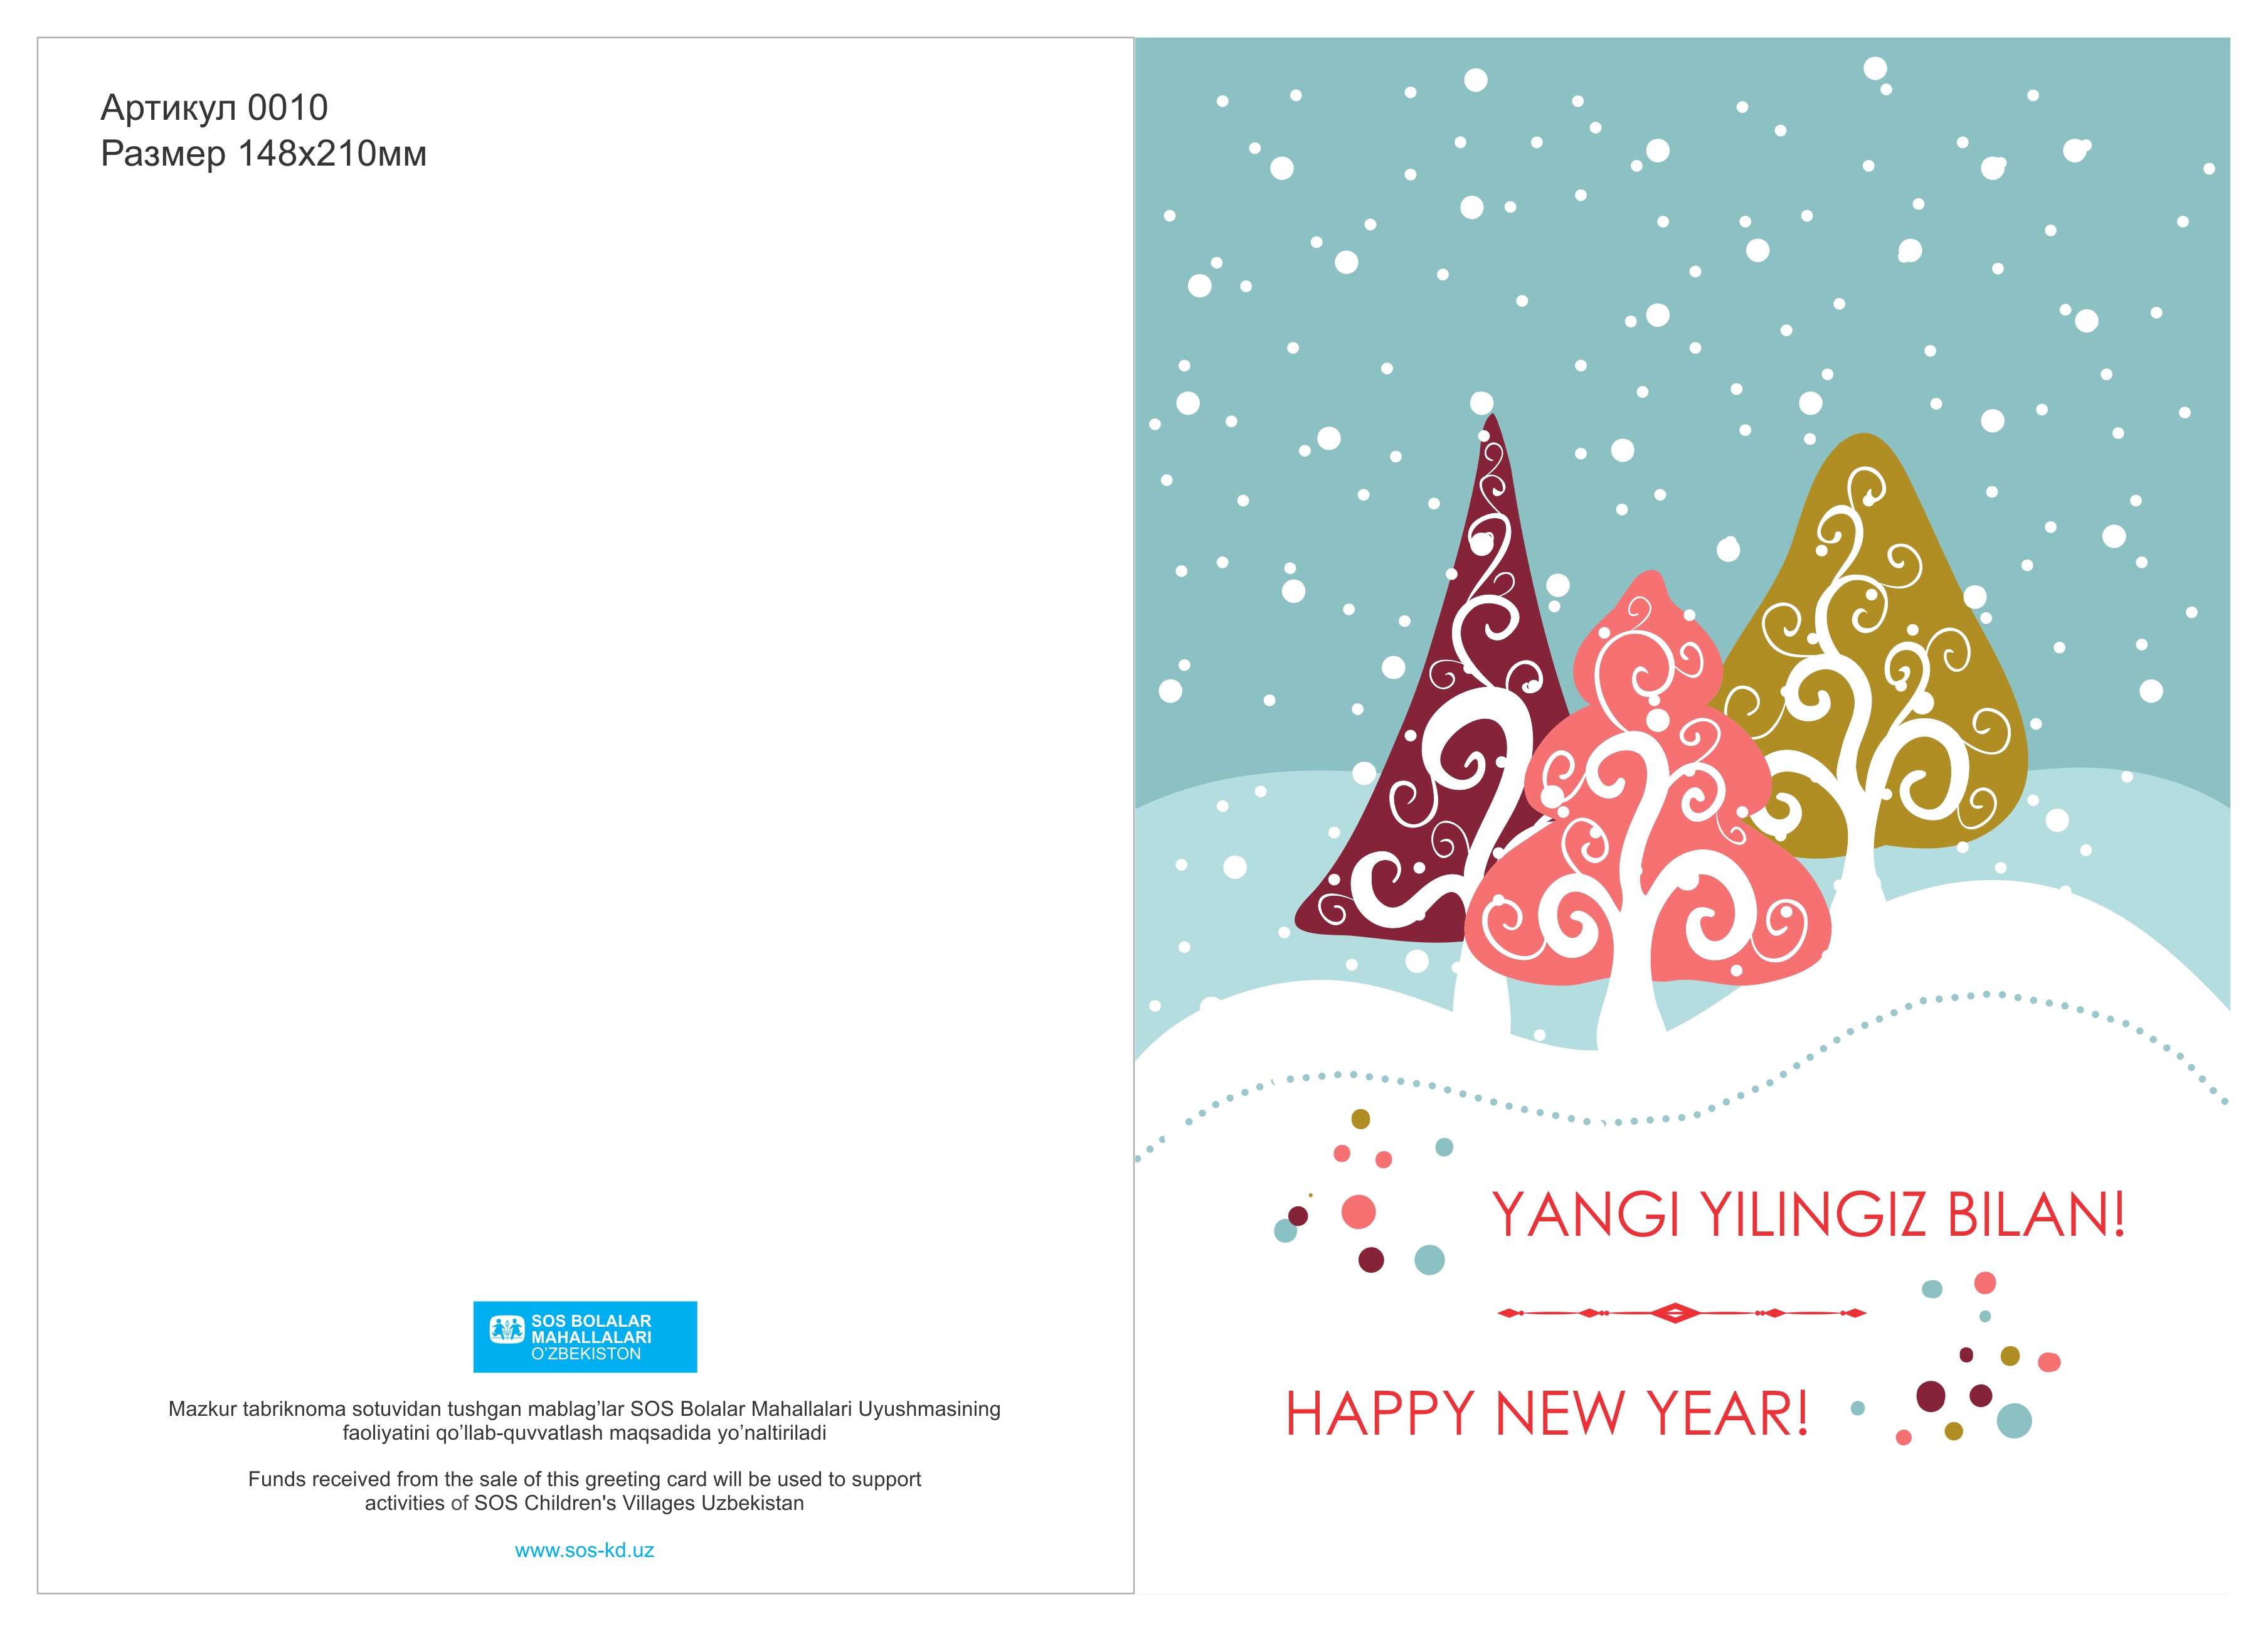 Артикул 0010
Размер 148x210мм
SOS BOLALAR
MAHALLALARI
O'ZBEKISTON
Mazkur tabriknoma sotuvidan tushgan mablag’lar SOS Bolalar Mahallalari Uyushmasining
faoliyatini qo’llab-quvvatlash maqsadida yo’naltiriladi
Funds received from the sale of this greeting card will be used to support
activities of SOS Children's Villages Uzbekistan
www.sos-kd.uz
YANGI YILINGIZ BILAN!
HAPPY NEW YEAR!